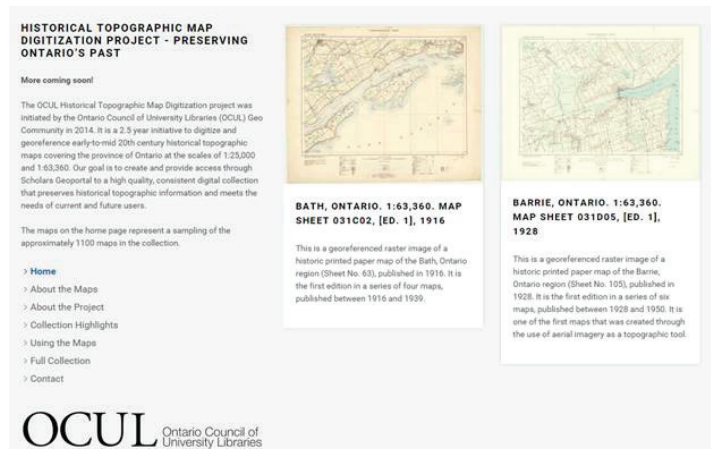 HISTORICAL TOPOGRAPHIC MAP
DIGITIZATION PROJECT - PRESERVING
ONTARIO'S PAST
More coming soon!
The OCUL Historical Topographic Map Digitization project was
initiated by the Ontario Council of University Libraries (OCUL) Geo
Community in 2014. It is a 2.5 year initiative to digitize and
georeference early-to-mid 20th century historical topographic
maps covering the province of Ontario at the scales of 1:25,000
and 1:63,360. Our goal is to create and provide access through
Scholars Geoportal to a high quality, consistent digital collection
that preserves historical topographic information and meets the
needs of current and future users.
The maps on the home page represent a sampling of the
approximately 1100 maps in the collection.
> Home
> About the Maps
> About the Project
> Collection Highlights
> Using the Maps
> Full Collection
> Contact
OCUL Ontario Council of
University Libraries
BATH, ONTARIO. 1:63,360. MAP
SHEET 031C02, [ED. 1], 1916
This is a georeferenced raster image of a
historic printed paper map of the Bath, Ontario
region (Sheet No. 63), published in 1916. It is
the first edition in a series of four maps,
published between 1916 and 1939.
BARRIE, ONTARIO. 1:63,360.
MAP SHEET 031D05, [ED. 1],
1928
This is a georeferenced raster image of a
historic printed paper map of the Barrie,
Ontario region (Sheet No. 105), published in
1928. It is the first edition in a series of six
maps, published between 1928 and 1950. It is
one of the first maps that was created through
the use of aerial imagery as a topographic tool.